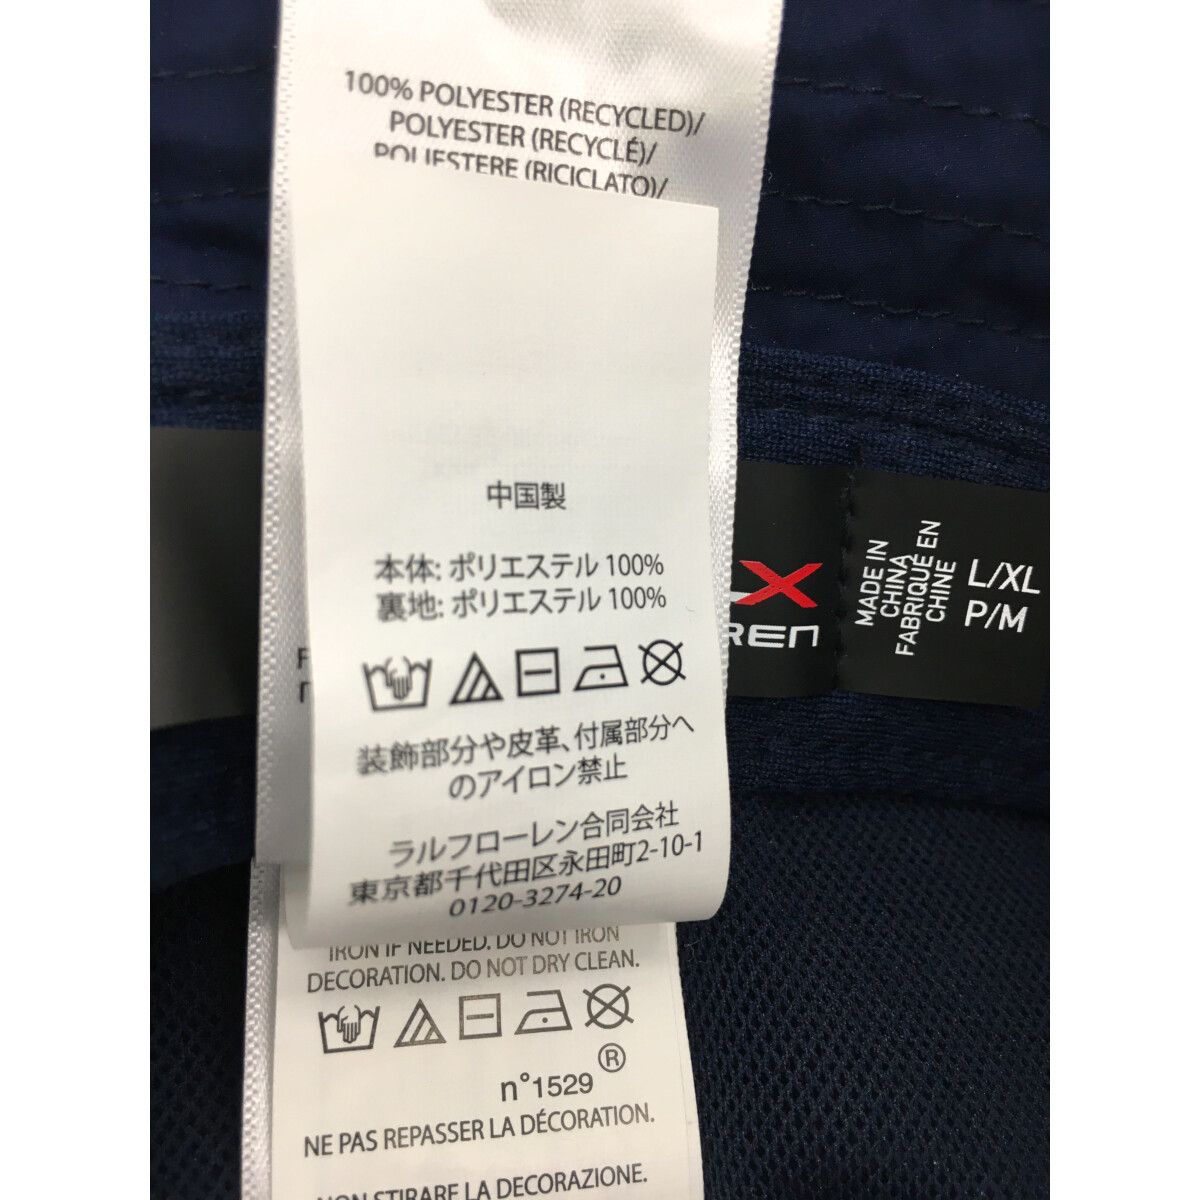 100% POLYESTER (RECYCLED)/
POLYESTER (RECYCLÉ)/
POLIESTERE (RICICLATO)/
中国製
本体: ポリエステル 100%
裏地: ポリエステル 100%
装飾部分や皮革、付属部分へ
のアイロン禁止
ラルフローレン合同会社
東京都千代田区永田町2-10-1
0120-3274-20
IRON IF NEEDED. DO NOT IRON
DECORATION. DO NOT DRY CLEAN.
n°1529 ®
NE PAS REPASSER LA DÉCORATION.
NON STIRARE LA DECORAZIONE.
LX
REN
MADE IN
CHINA
FABRIQUE EN
CHINE
L/XL
P/M